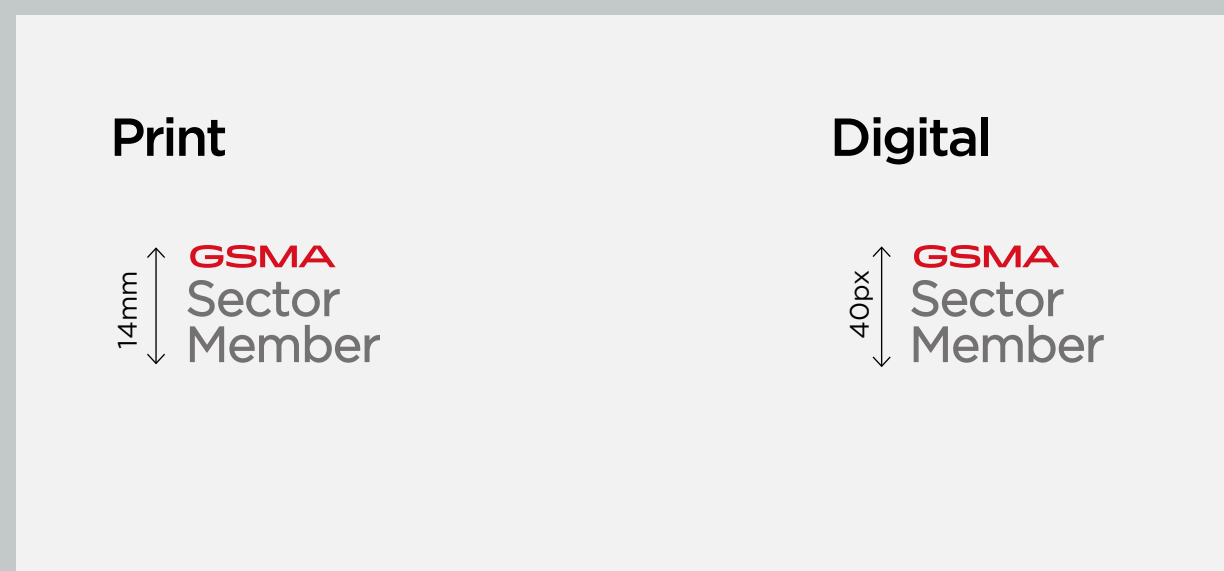 Print
14mm
GSMA
Sector
Member
Digital
40px
GSMA
Sector
Member